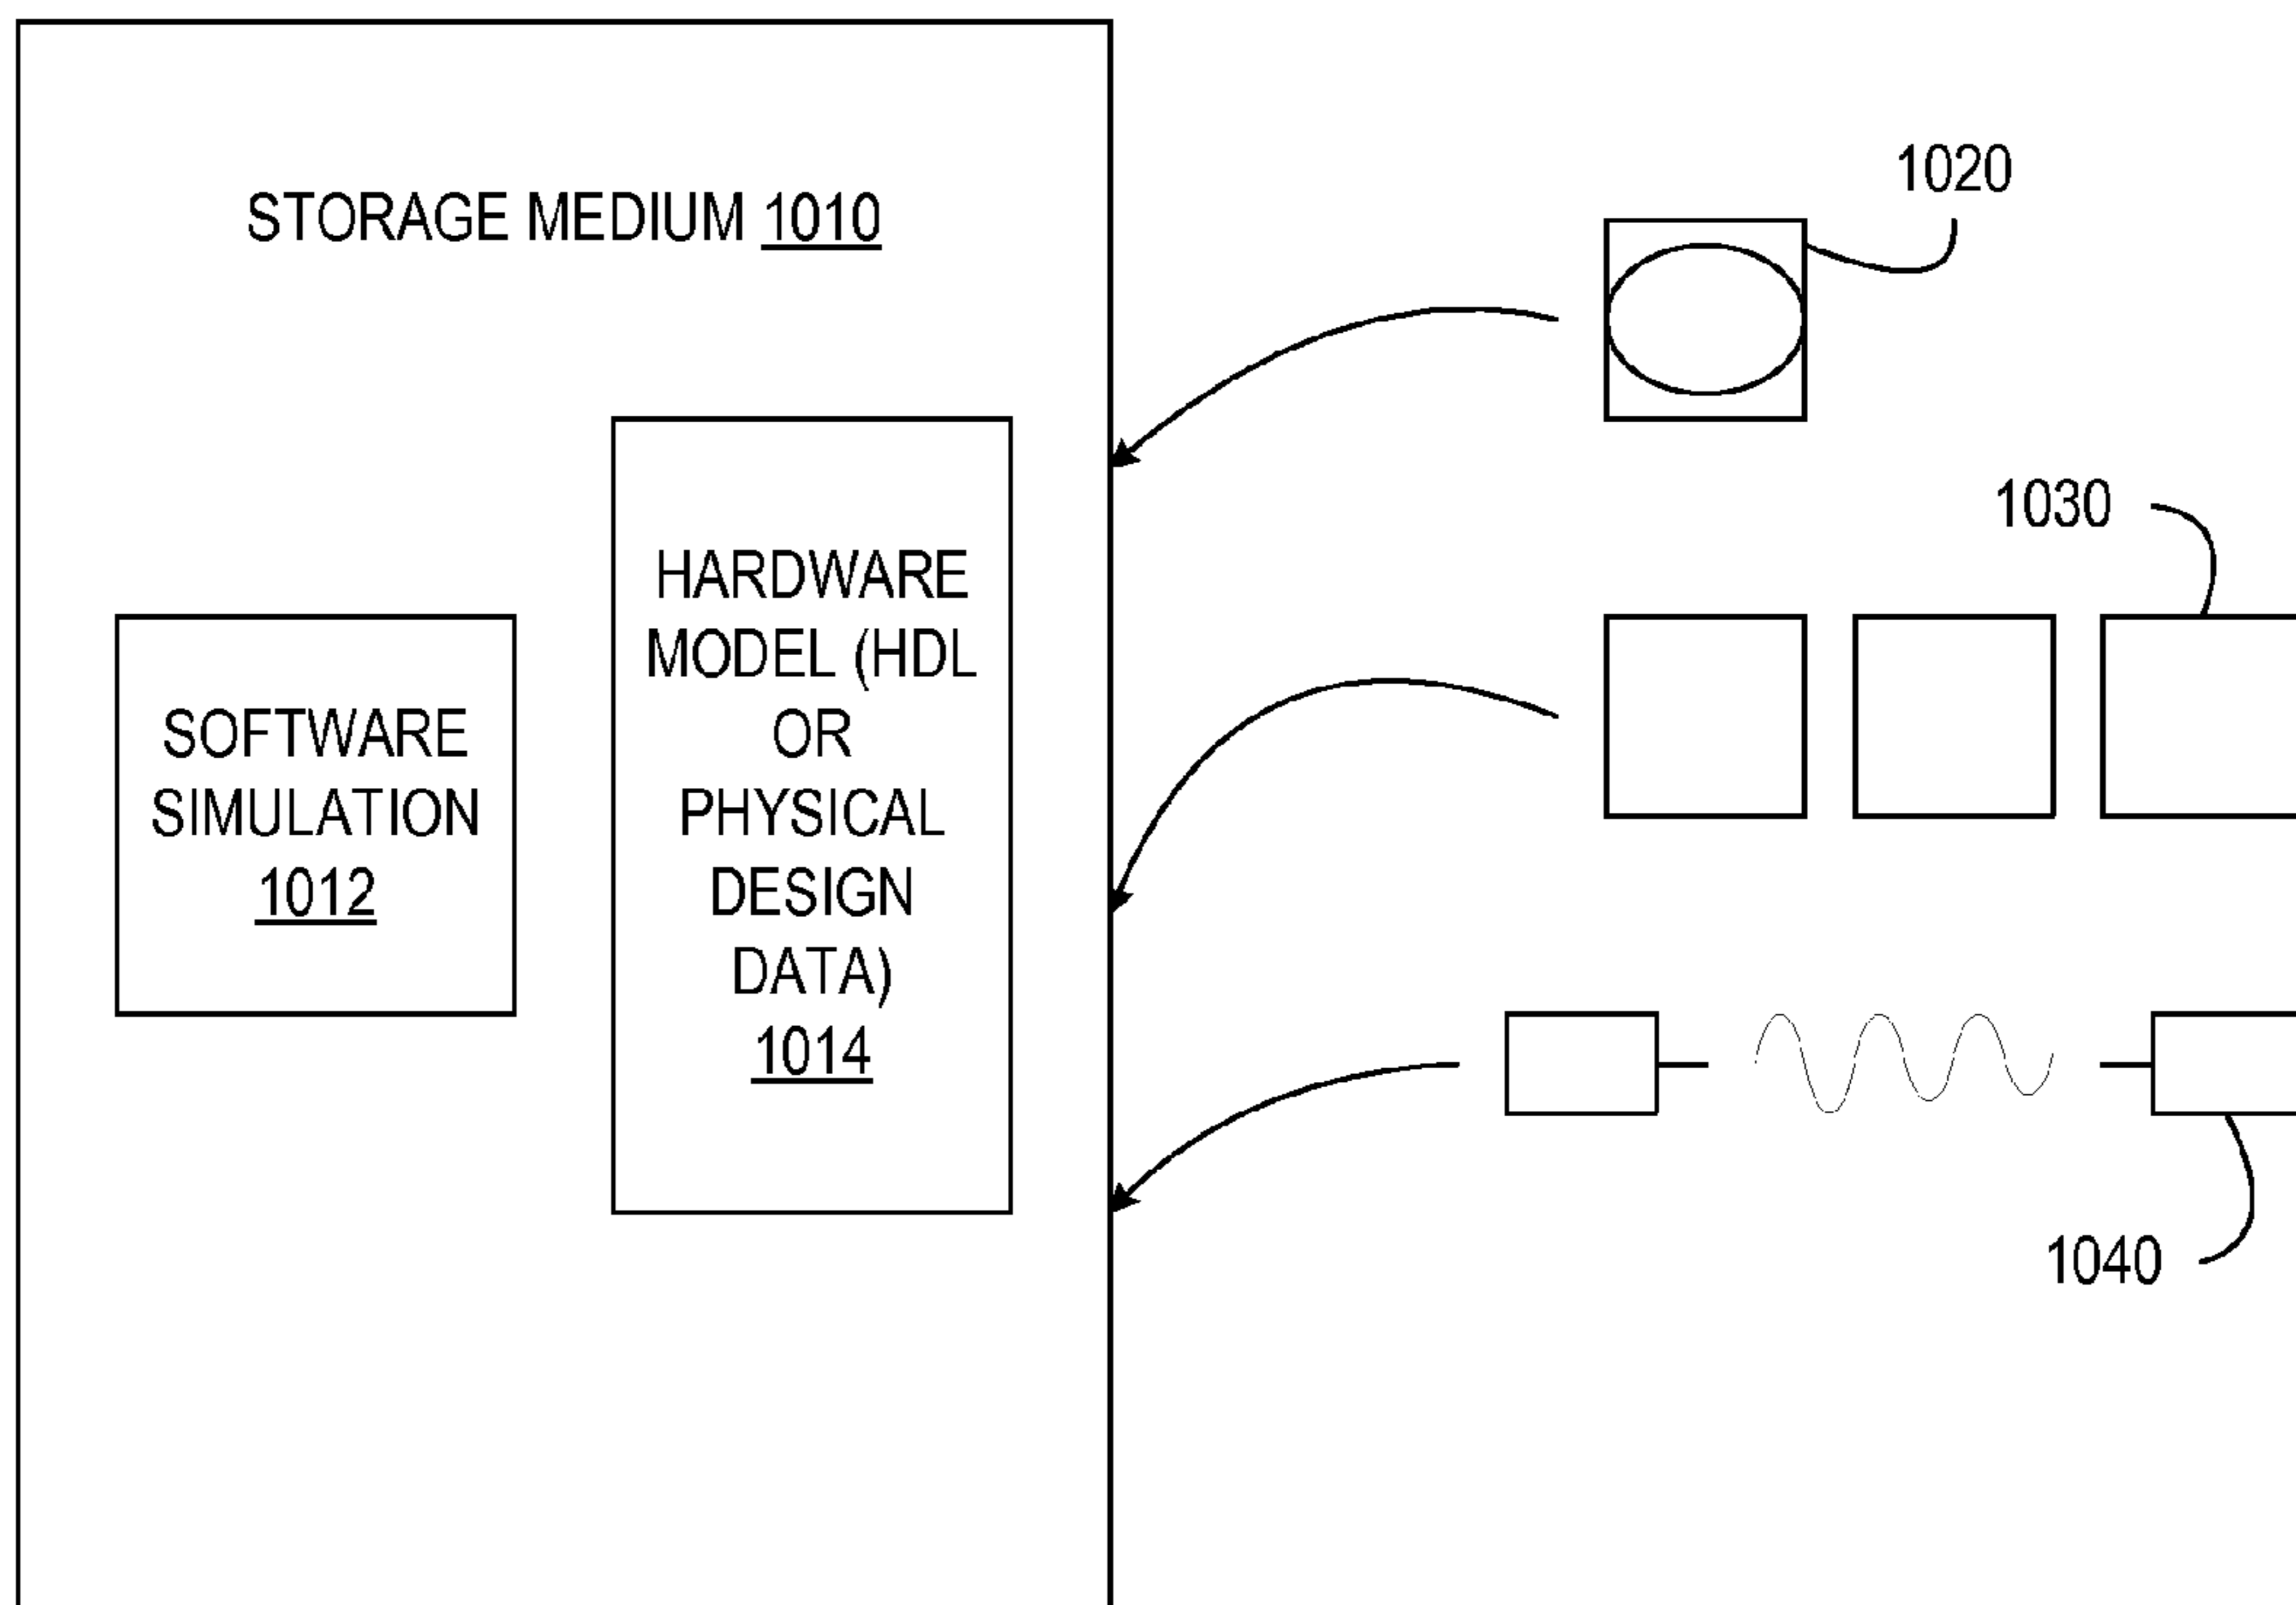 STORAGE MEDIUM 1010
HARDWARE
MODEL (HDL
OR
PHYSICAL
DESIGN
DATA)
1014
SOFTWARE
SIMULATION
1012
1020
1030
1040